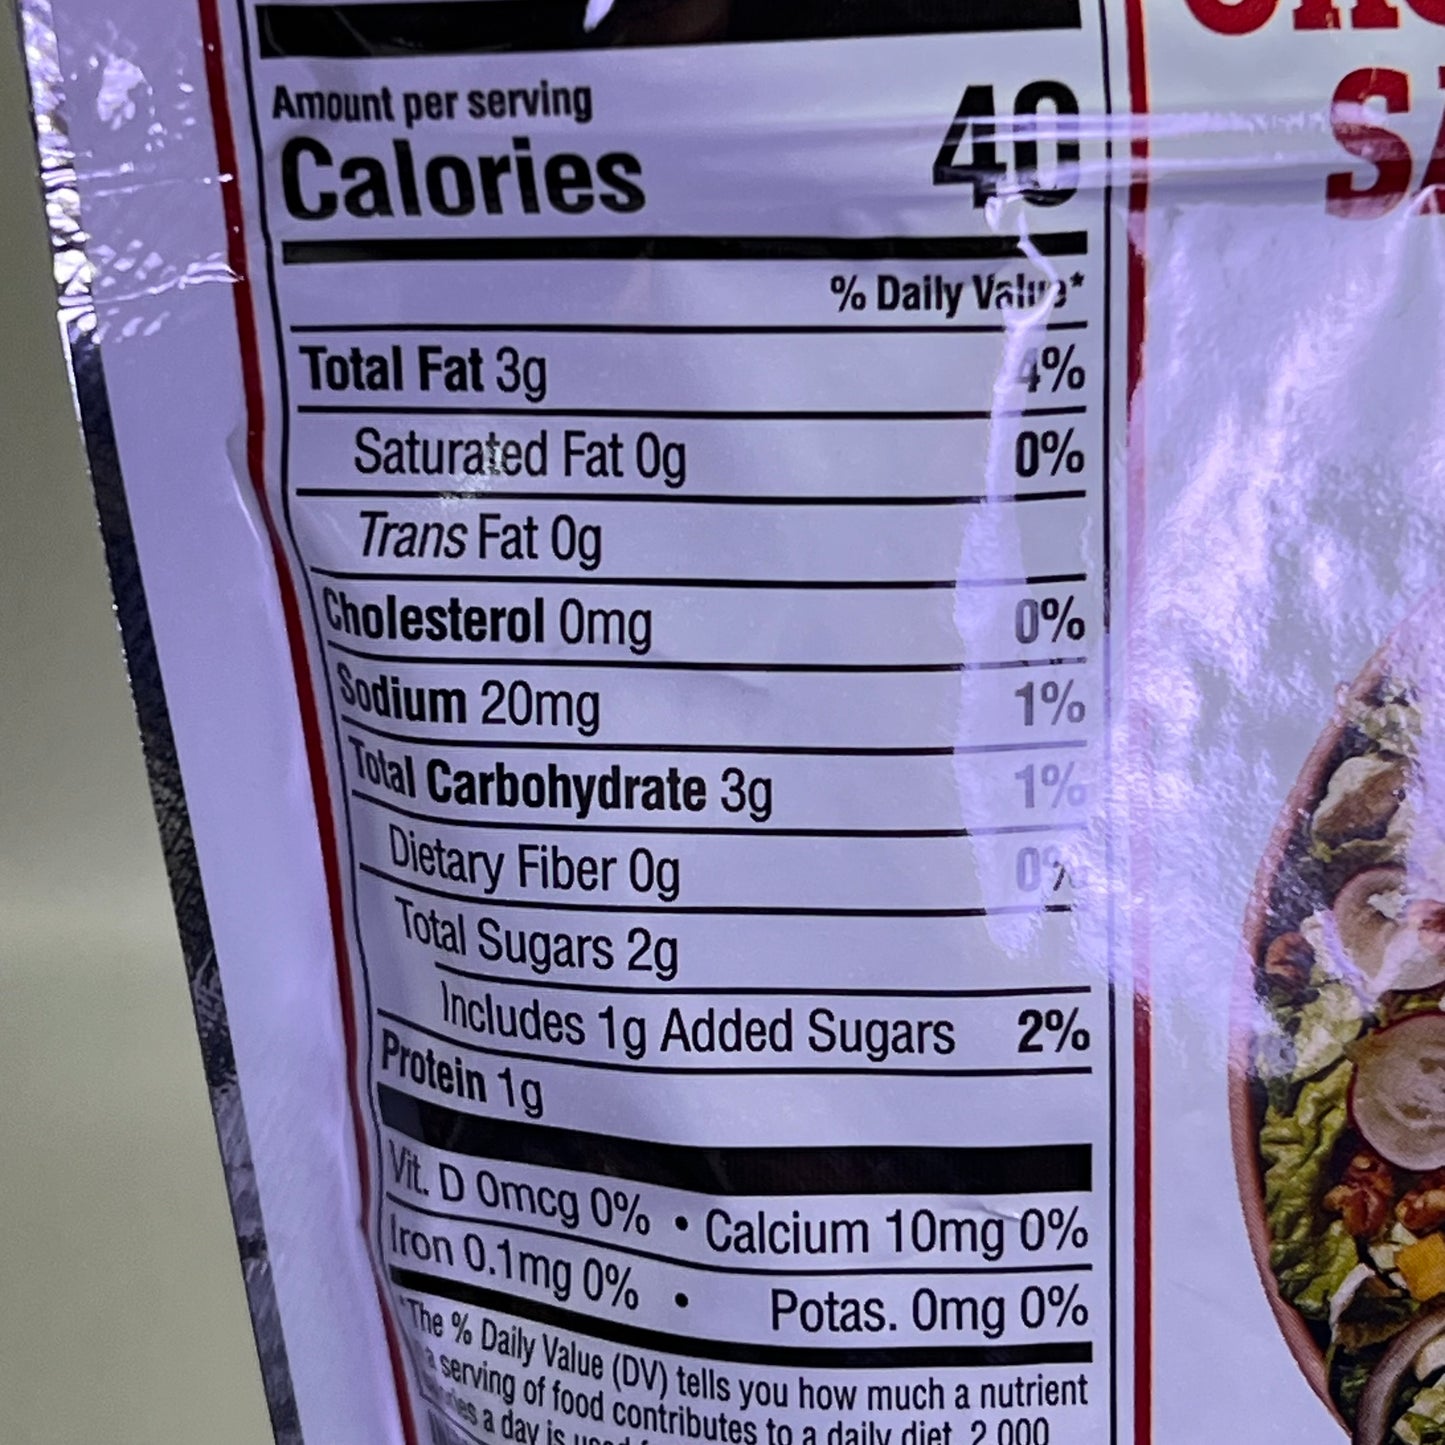 Amount per serving
Calories 40
% Daily Value*
Total Fat 3g 4%
Saturated Fat 0g 0%
Trans Fat 0g
Cholesterol 0mg 0%
Sodium 20mg 1%
Total Carbohydrate 3g 1%
Dietary Fiber 0g 0%
Total Sugars 2g
Includes 1g Added Sugars 2%
Protein 1g
Vit. D 0mcg 0% • Calcium 10mg 0%
Iron 0.1mg 0% • Potas. 0mg 0%
*The % Daily Value (DV) tells you how much a nutrient
a serving of food contributes to a daily diet. 2,000
a day is